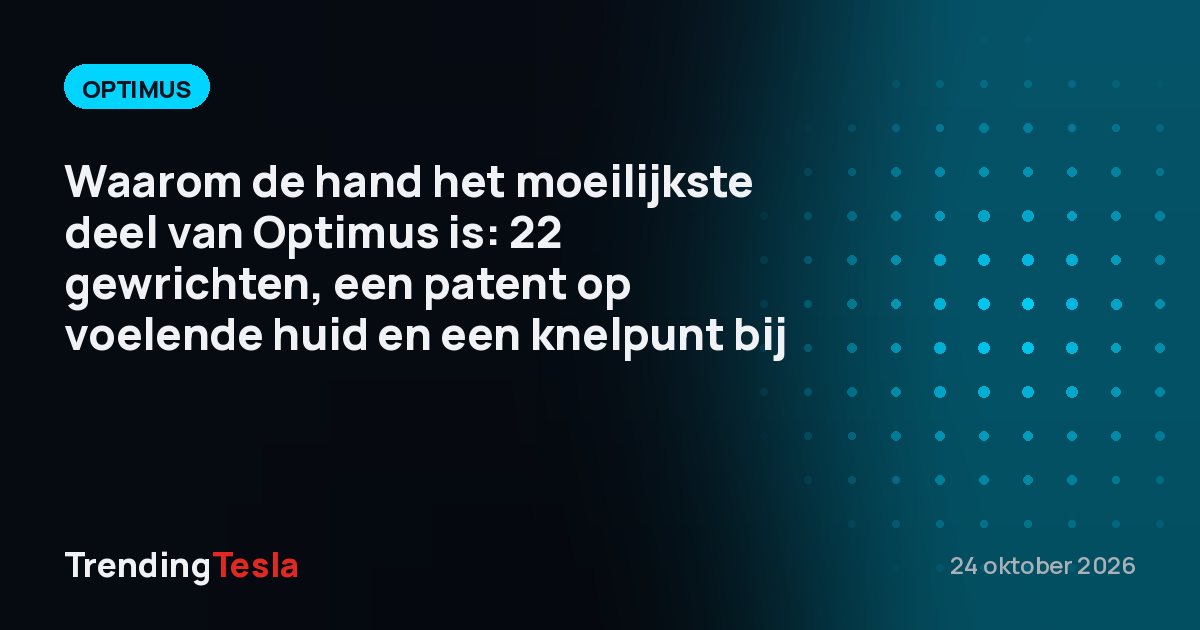 OPTIMUS
Waarom de hand het moeilijkste
deel van Optimus is: 22
gewrichten, een patent op
voelende huid en een knelpunt bij
TrendingTesla
24 oktober 2026